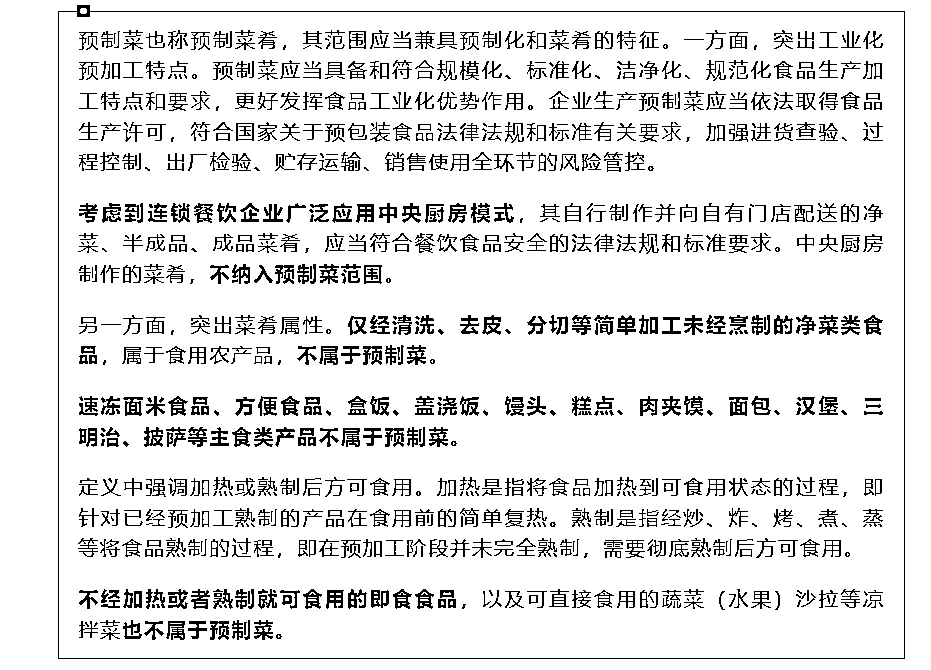 预制菜也称预制菜肴，其范围应当兼具预制化和菜肴的特征。一方面，突出工业化
预加工特点。预制菜应当具备和符合规模化、标准化、洁净化、规范化食品生产加
工特点和要求，更好发挥食品工业化优势作用。企业生产预制菜应当依法取得食品
生产许可，符合国家关于预包装食品法律法规和标准有关要求，加强进货查验、过
程控制、出厂检验、贮存运输、销售使用全环节的风险管控。
考虑到连锁餐饮企业广泛应用中央厨房模式，其自行制作并向自有门店配送的净
菜、半成品、成品菜肴，应当符合餐饮食品安全的法律法规和标准要求。中央厨房
制作的菜肴，不纳入预制菜范围。
另一方面，突出菜肴属性。仅经清洗、去皮、分切等简单加工未经烹制的净菜类食
品，属于食用农产品，不属于预制菜。
速冻面米食品、方便食品、盒饭、盖浇饭、馒头、糕点、肉夹馍、面包、汉堡、三
明治、披萨等主食类产品不属于预制菜。
定义中强调加热或熟制后方可食用。加热是指将食品加热到可食用状态的过程，即
针对已经预加工熟制的产品在食用前的简单复热。熟制是指经炒、炸、烤、煮、蒸
等将食品熟制的过程，即在预加工阶段并未完全熟制，需要彻底熟制后方可食用。
不经加热或者熟制就可食用的即食食品，以及可直接食用的蔬菜（水果）沙拉等凉
拌菜也不属于预制菜。